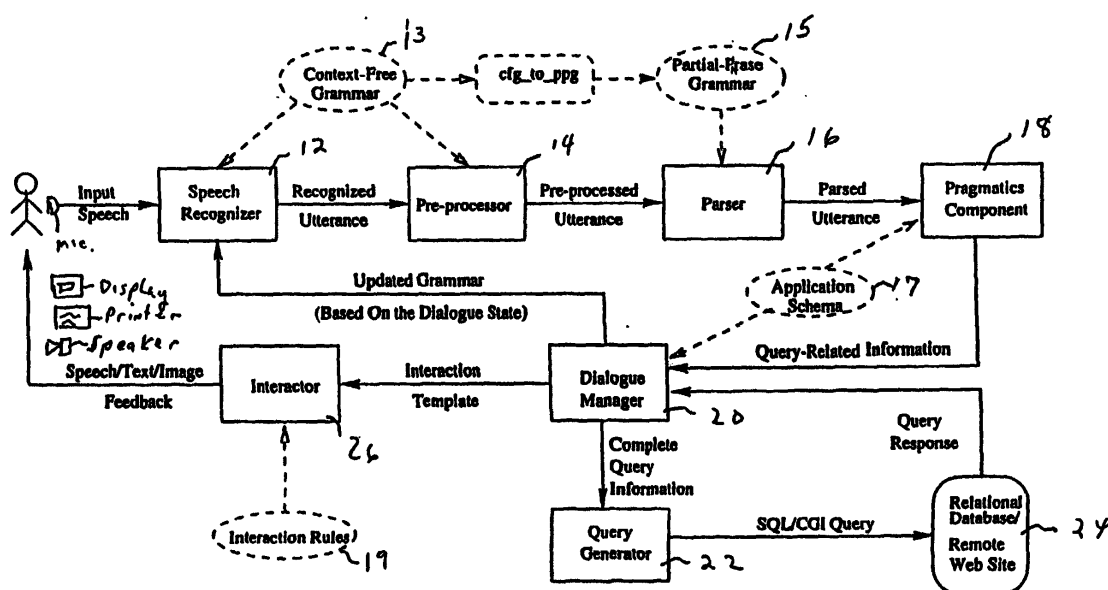 13
15
Context-Free
Grammar
cfg_to_ppg
Partial-Frase
Grammar
12
14
16
18
Input
Speech
mic.
Speech
Recognizer
Recognized
Utterance
Pre-processor
Pre-processed
Utterance
Parser
Parsed
Utterance
Pragmatics
Component
Display
Printer
Speaker
Updated Grammar
(Based On the Dialogue State)
Application
Schema
17
Query-Related Information
Speech/Text/Image
Feedback
Interactor
26
Interaction
Template
Dialogue
Manager
20
Query
Response
Complete
Query
Information
Interaction Rules
19
Query
Generator
22
SQL/CGI Query
Relational
Database/
Remote
Web Site
24